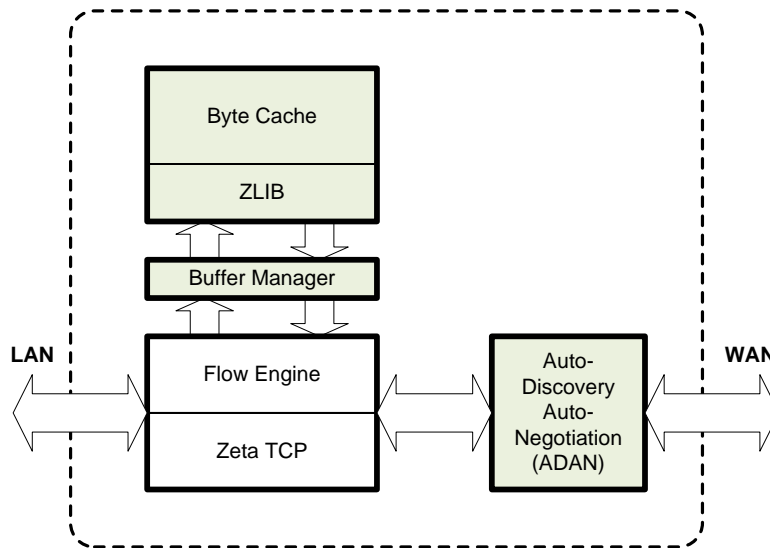 Byte Cache
ZLIB
Buffer Manager
LAN
Flow Engine
Zeta TCP
Auto-
Discovery
Auto-
Negotiation
(ADAN)
WAN